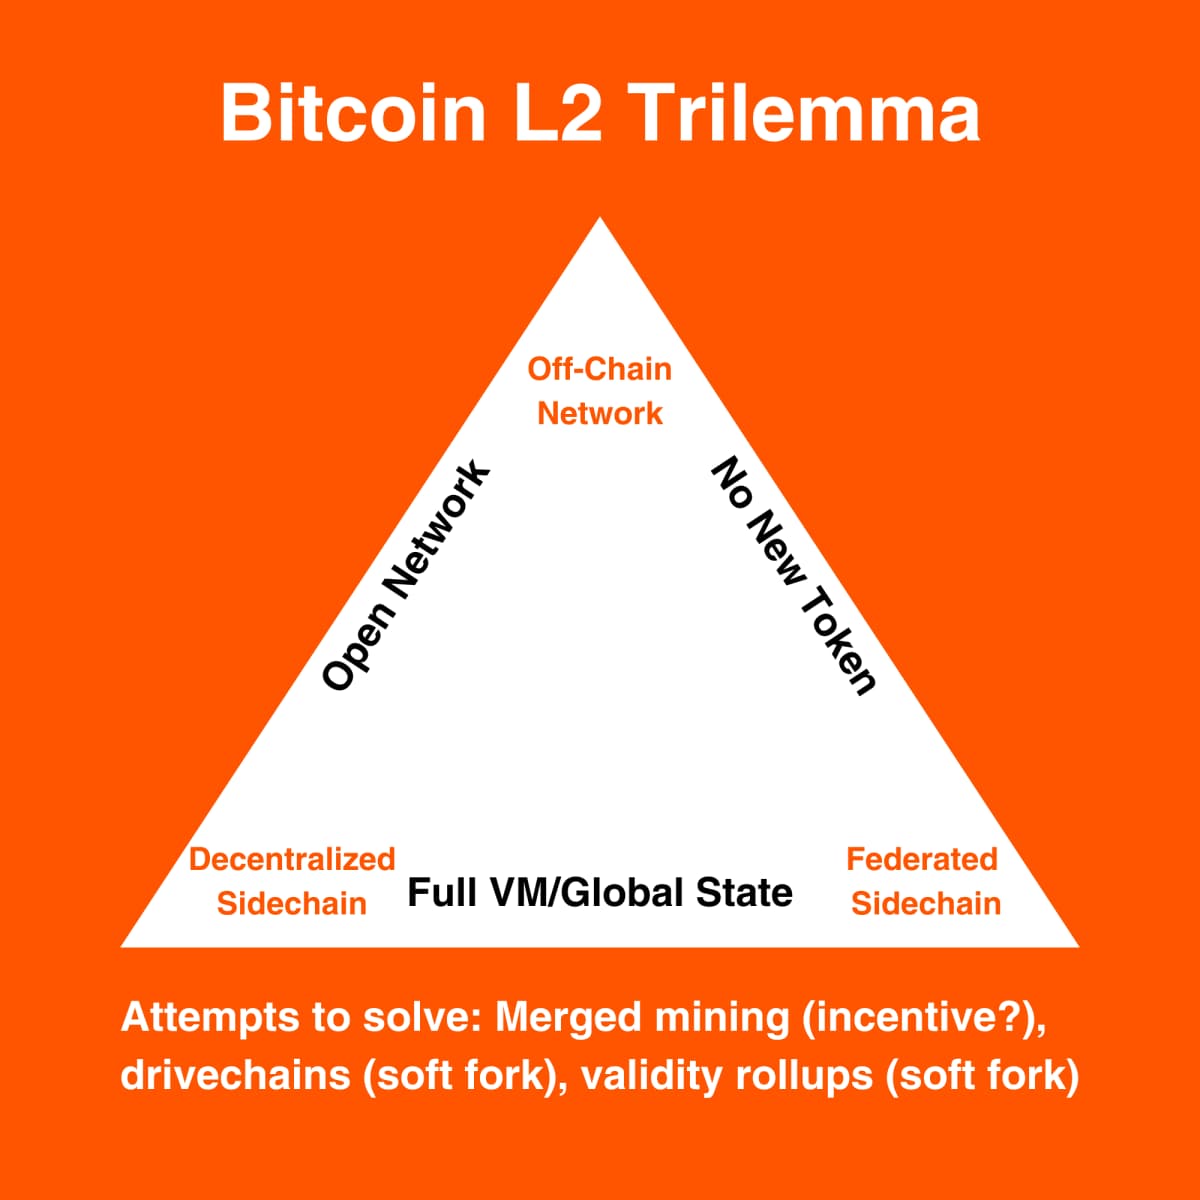 Bitcoin L2 Trilemma
Off-Chain
Network
Open Network
No New Token
Decentralized
Sidechain
Full VM/Global State
Federated
Sidechain
Attempts to solve: Merged mining (incentive?),
drivechains (soft fork), validity rollups (soft fork)